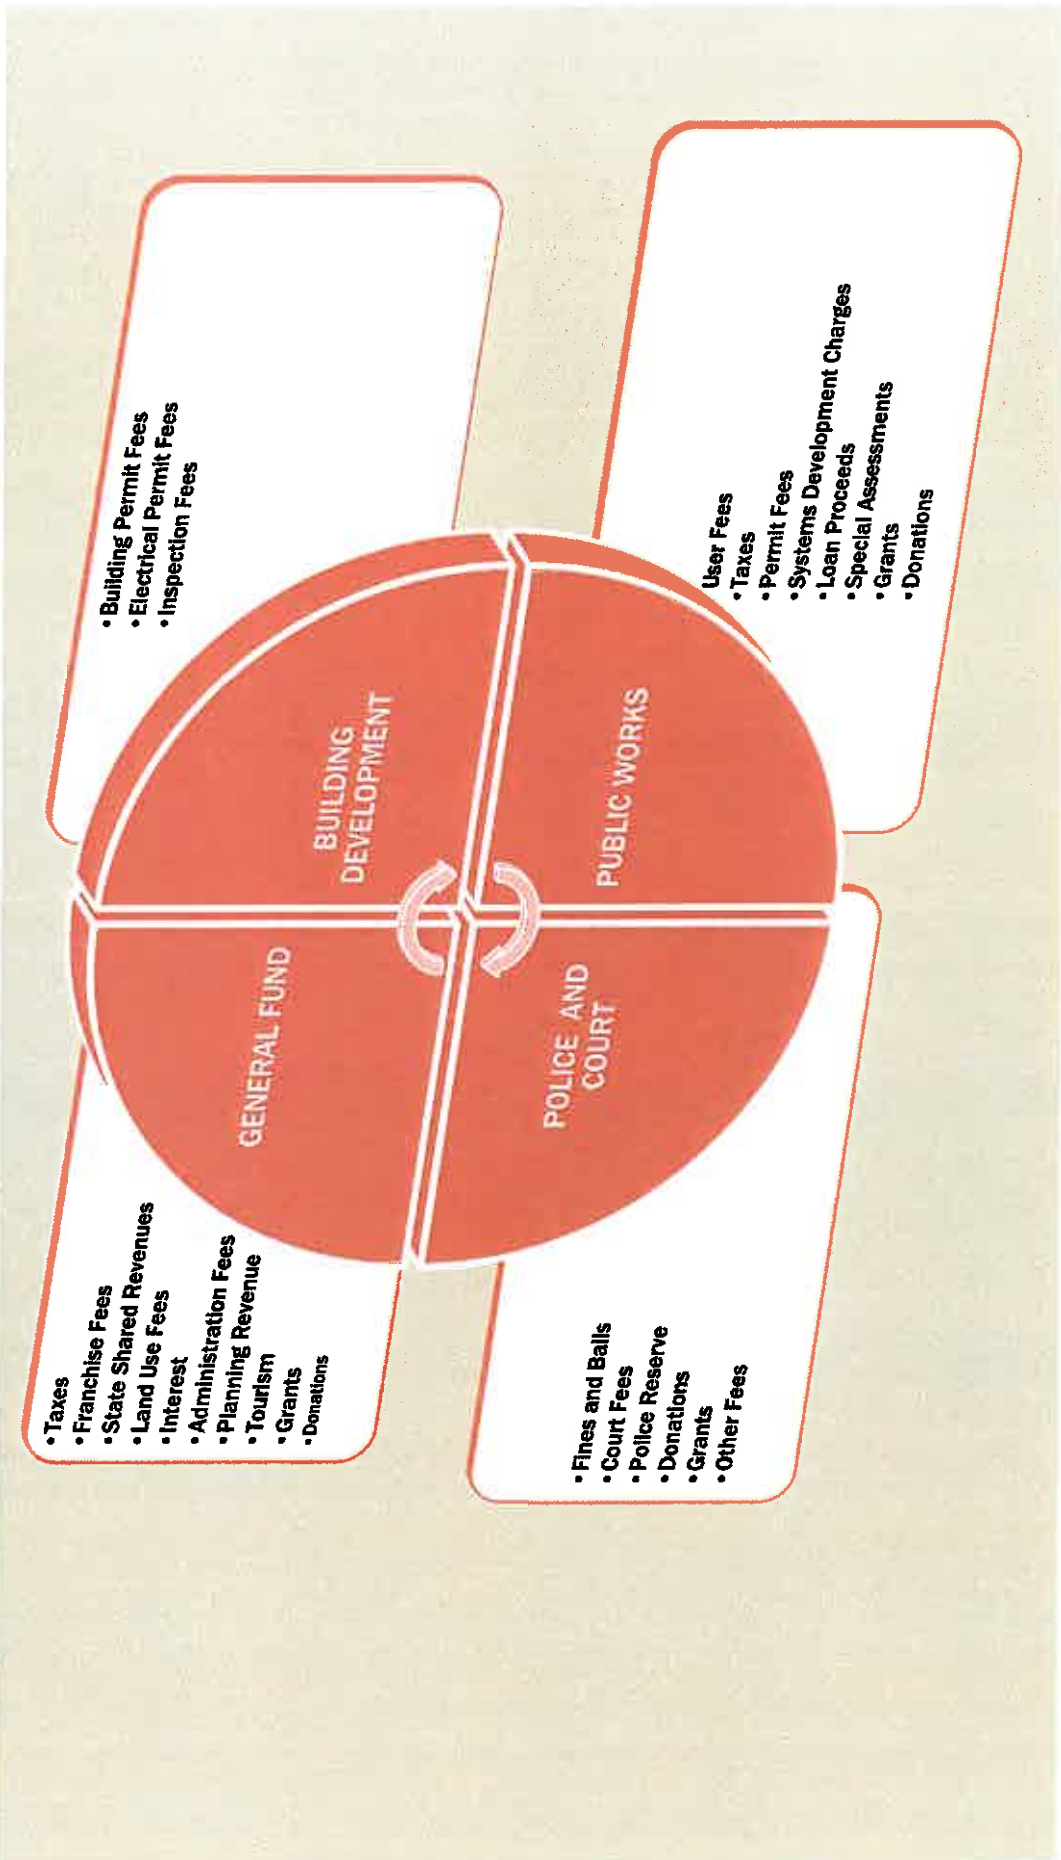 •Taxes
•Franchise Fees
•State Shared Revenues
•Land Use Fees
•Interest
•Administration Fees
•Planning Revenue
•Tourism
•Grants
•Donations
GENERAL FUND
•Building Permit Fees
•Electrical Permit Fees
•Inspection Fees
BUILDING
DEVELOPMENT
•Fines and Bails
•Court Fees
•Police Reserve
•Donations
•Grants
•Other Fees
POLICE AND
COURT
User Fees
•Taxes
•Permit Fees
•Systems Development Charges
•Loan Proceeds
•Special Assessments
•Grants
•Donations
PUBLIC WORKS